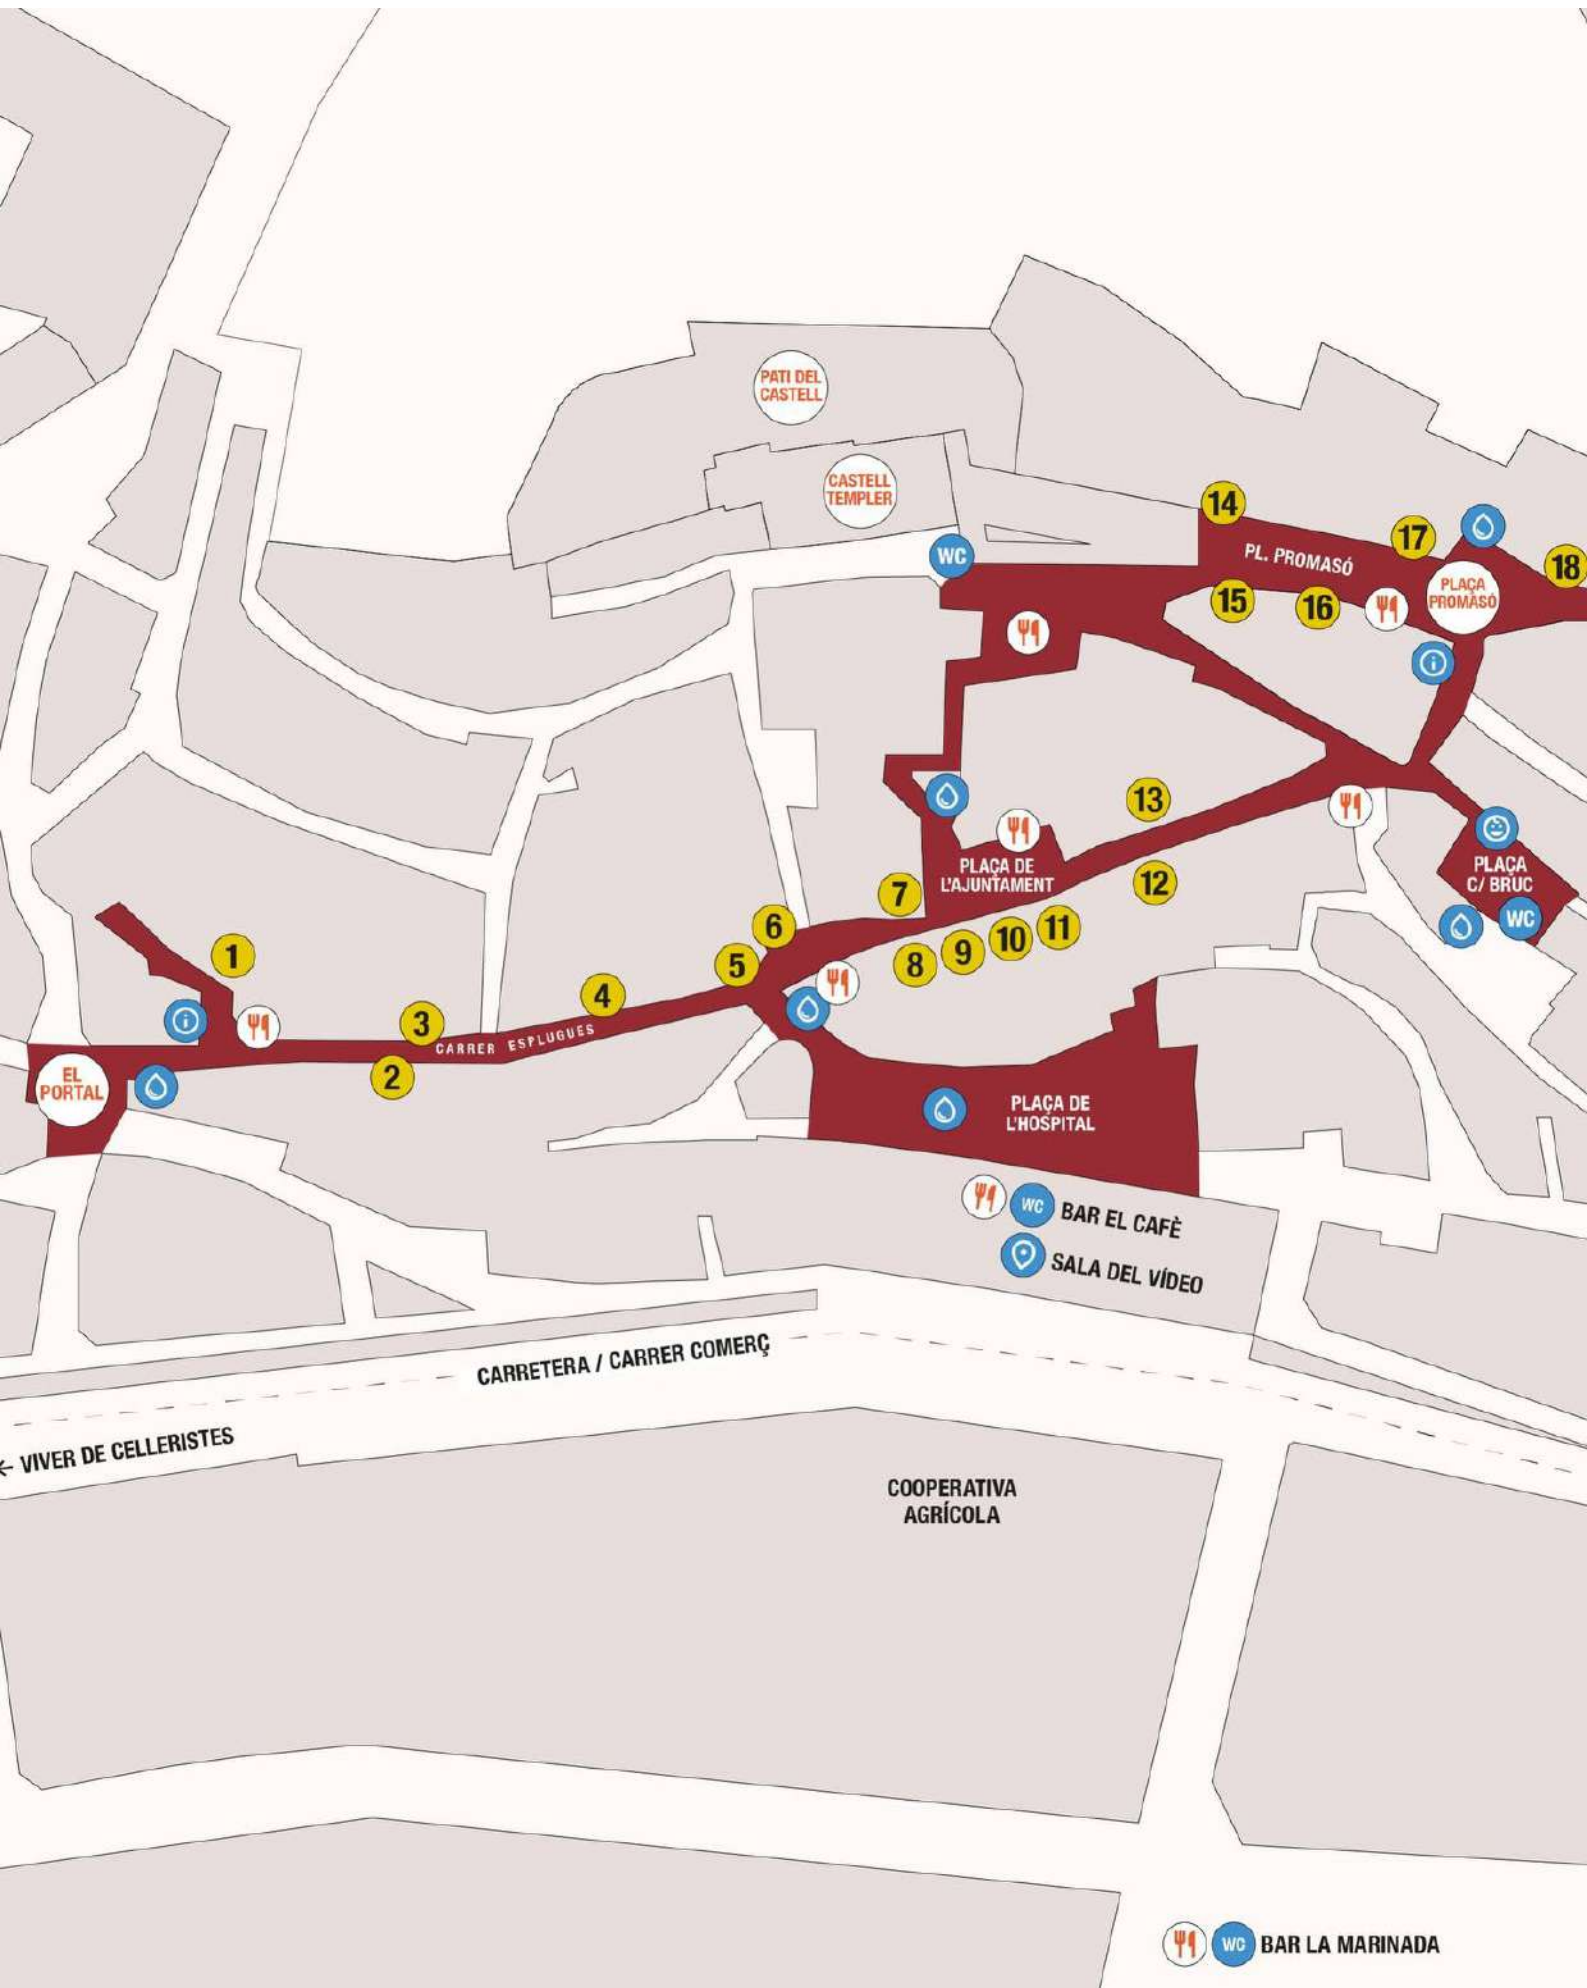 PATI DEL
CASTELL
CASTELL
TEMPLER
14
WC
17
PL. PROMASÓ
18
PLAÇA
PROMASÓ
15
16
13
PLAÇA DE
L'AJUNTAMENT
12
PLAÇA
C/ BRUC
WC
7
6
11
10
9
8
5
1
4
3
CARRER ESPLUGUES
2
EL
PORTAL
PLAÇA DE
L'HOSPITAL
WC BAR EL CAFÈ
SALA DEL VÍDEO
CARRETERA / CARRER COMERÇ
← VIVER DE CELLERISTES
COOPERATIVA
AGRÍCOLA
WC BAR LA MARINADA